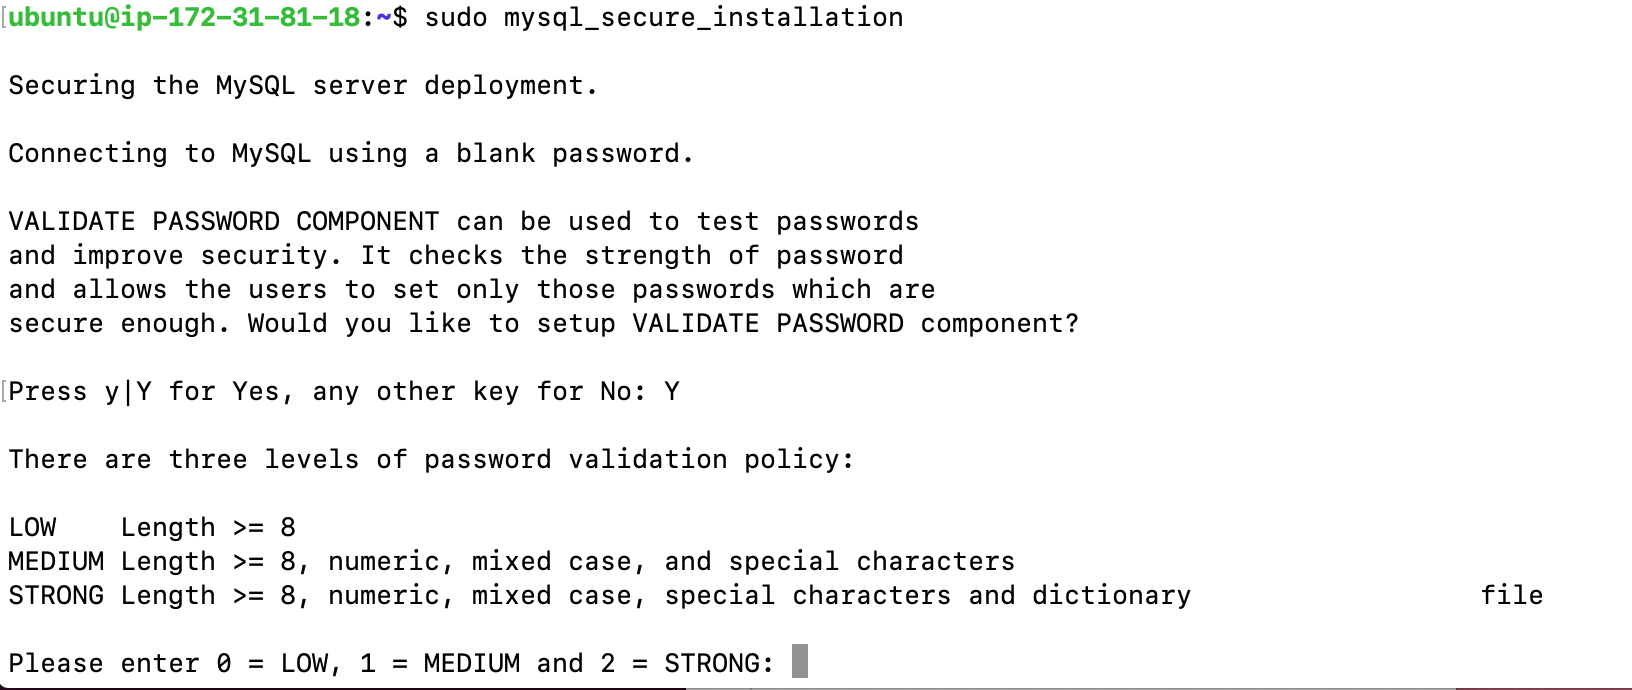 ubuntu@ip-172-31-81-18:~$ sudo mysql_secure_installation
Securing the MySQL server deployment.
Connecting to MySQL using a blank password.
VALIDATE PASSWORD COMPONENT can be used to test passwords
and improve security. It checks the strength of password
and allows the users to set only those passwords which are
secure enough. Would you like to setup VALIDATE PASSWORD component?
Press y|Y for Yes, any other key for No: Y
There are three levels of password validation policy:
LOW    Length >= 8
MEDIUM Length >= 8, numeric, mixed case, and special characters
STRONG Length >= 8, numeric, mixed case, special characters and dictionary                  file
Please enter 0 = LOW, 1 = MEDIUM and 2 = STRONG: